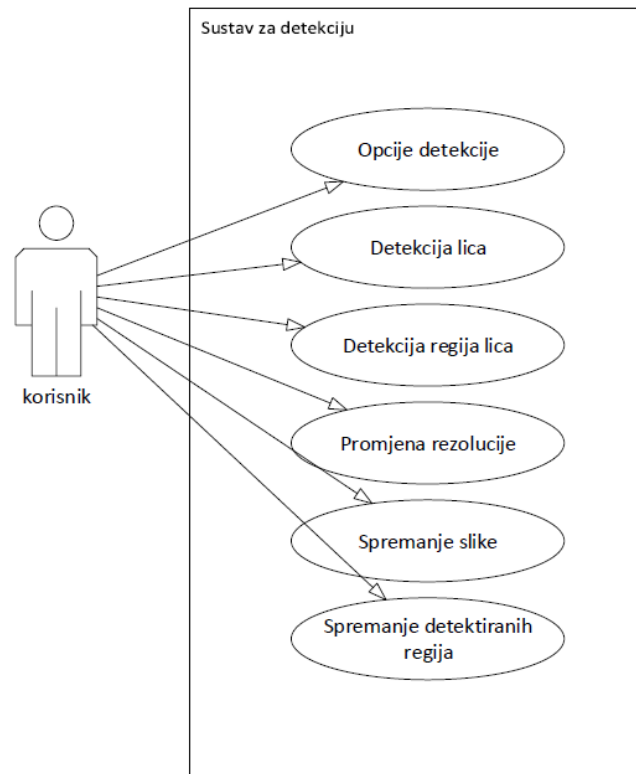 Sustav za detekciju
Opcije detekcije
Detekcija lica
Detekcija regija lica
korisnik
Promjena rezolucije
Spremanje slike
Spremanje detektiranih
regija